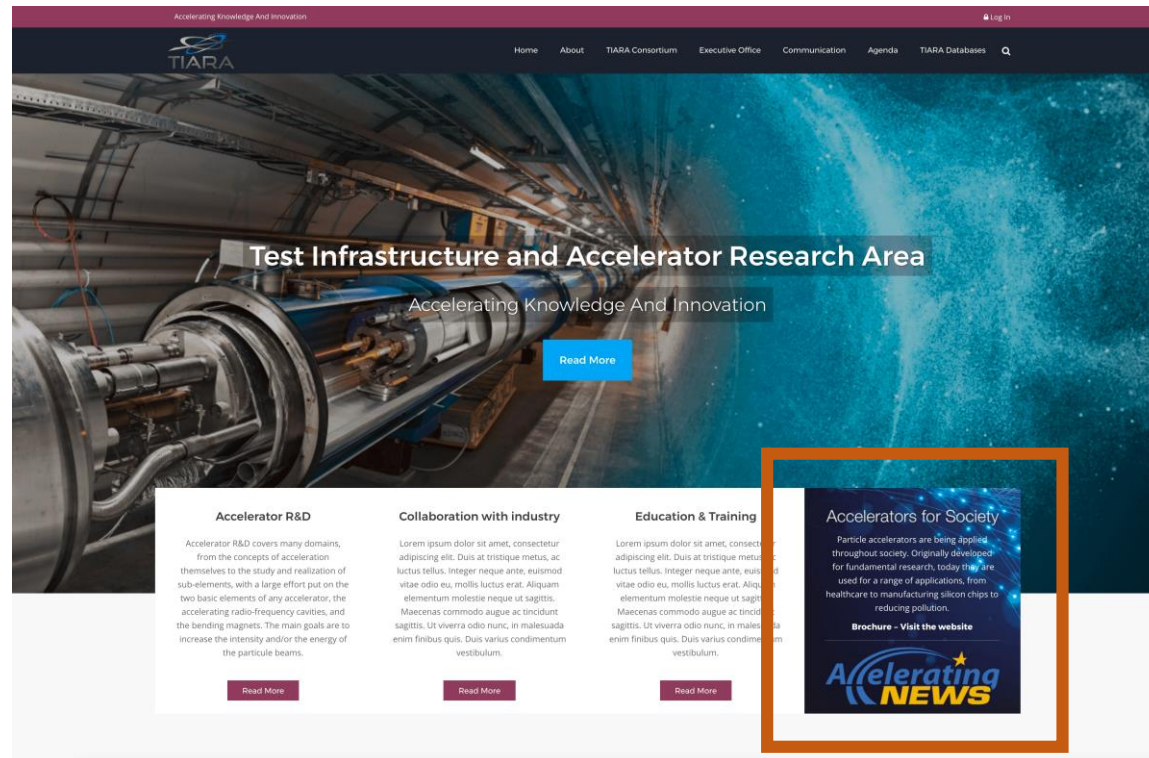 Accelerating Knowledge And Innovation
Log In
TIARA
Home About TIARA Consortium Executive Office Communication Agenda TIARA Databases
Test Infrastructure and Accelerator Research Area
Accelerating Knowledge And Innovation
Read More
Accelerator R&D
Accelerator R&D covers many domains,
from the concepts of acceleration
themselves to the study and realization of
sub-elements, with a large effort put on the
two basic elements of any accelerator, the
accelerating radio-frequency cavities, and
the bending magnets. The main goals are to
increase the intensity and/or the energy of
the particule beams.
Read More
Collaboration with industry
Lorem ipsum dolor sit amet, consectetur
adipiscing elit. Duis at tristique metus, ac
luctus tellus. Integer neque ante, euismod
vitae odio eu, mollis luctus erat. Aliquam
elementum molestie neque ut sagittis.
Maecenas commodo augue ac tincidunt
sagittis. Ut viverra odio nunc, in malesuada
enim finibus quis. Duis varius condimentum
vestibulum.
Read More
Education & Training
Lorem ipsum dolor sit amet,
adipiscing elit. Duis at tristique
luctus tellus. Integer neque ante,
vitae odio eu, mollis luctus erat.
elementum molestie neque ut
Maecenas commodo augue ac
sagittis. Ut viverra odio nunc, in
enim finibus quis. Duis varius
vestibulum.
Read More
Accelerators for Society
Particle accelerators are being applied
throughout society. Originally developed
for fundamental research, today they are
used for a range of applications, from
healthcare to manufacturing silicon chips to
reducing pollution.
Brochure – Visit the website
Accelerating
NEWS